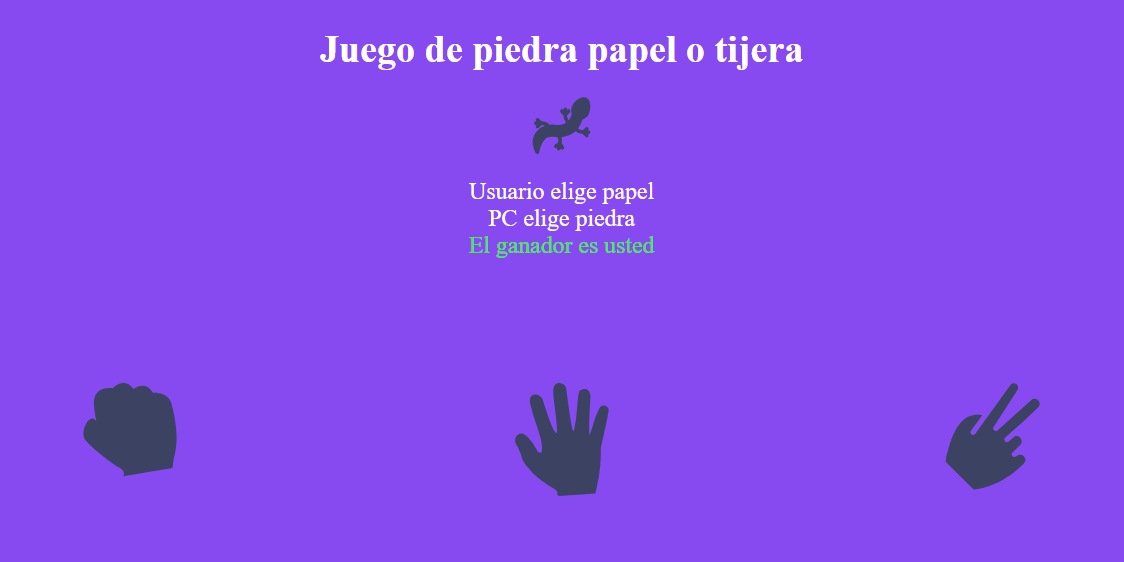 Juego de piedra papel o tijera
Usuario elige papel
PC elige piedra
El ganador es usted